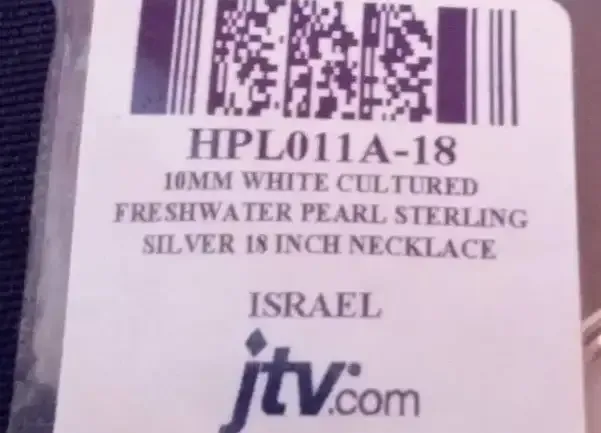 HPL011A-18
10MM WHITE CULTURED
FRESHWATER PEARL STERLING
SILVER 18 INCH NECKLACE
ISRAEL
jtv.com